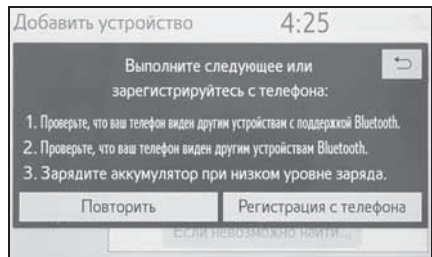 Добавить устройство
4:25
Выполните следующее или
зарегистрируйтесь с телефона:
1. Проверьте, что ваш телефон виден другим устройствам с поддержкой Bluetooth.
2. Проверьте, что ваш телефон виден другим устройствам Bluetooth.
3. Зарядите аккумулятор при низком уровне заряда.
Повторить
Регистрация с телефона
Если невозможно найти...